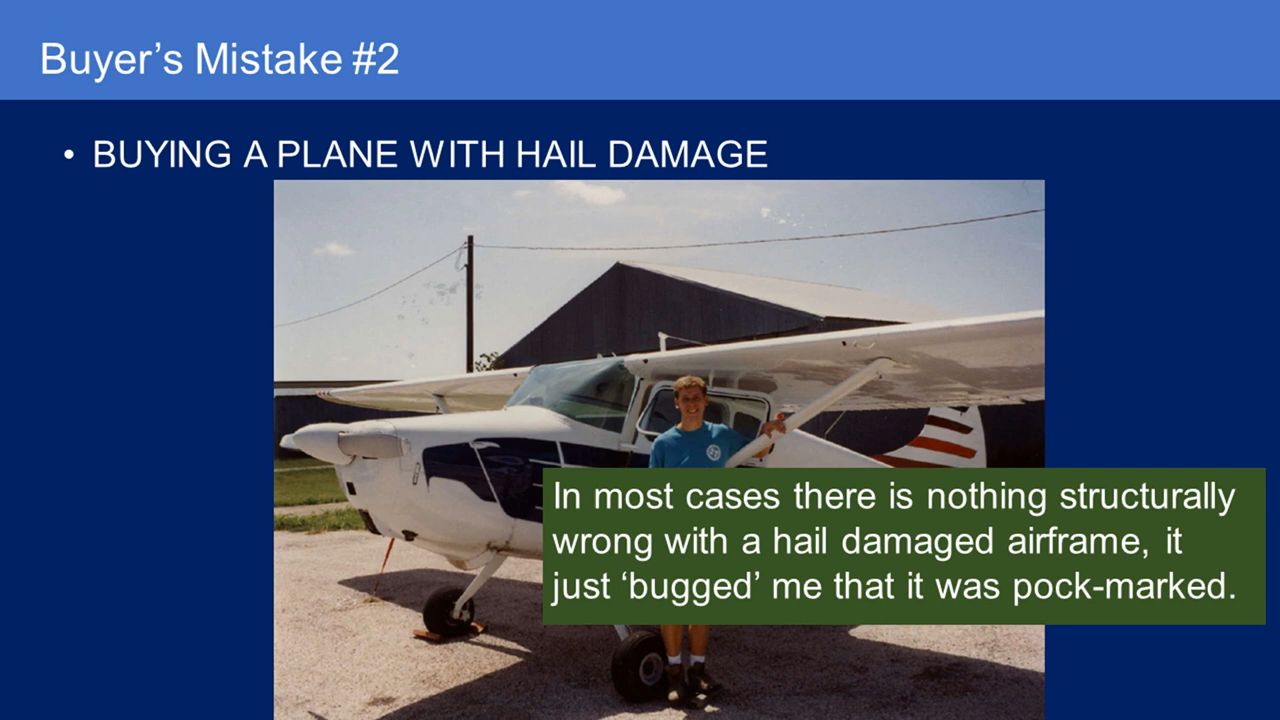 Buyer’s Mistake #2
• BUYING A PLANE WITH HAIL DAMAGE
In most cases there is nothing structurally
wrong with a hail damaged airframe, it
just ‘bugged’ me that it was pock-marked.